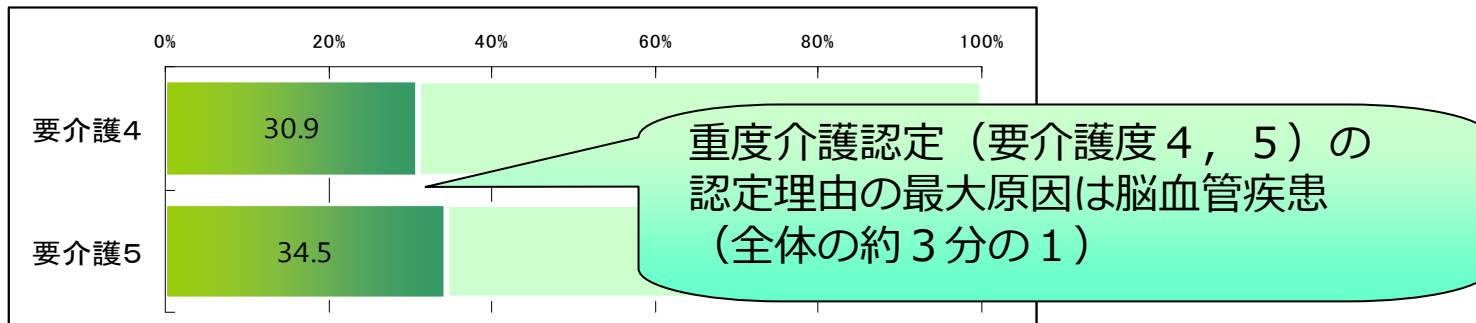 0% 20% 40% 60% 80% 100%
要介護4
30.9
重度介護認定（要介護度４，５）の
認定理由の最大原因は脳血管疾患
（全体の約３分の１）
要介護5
34.5